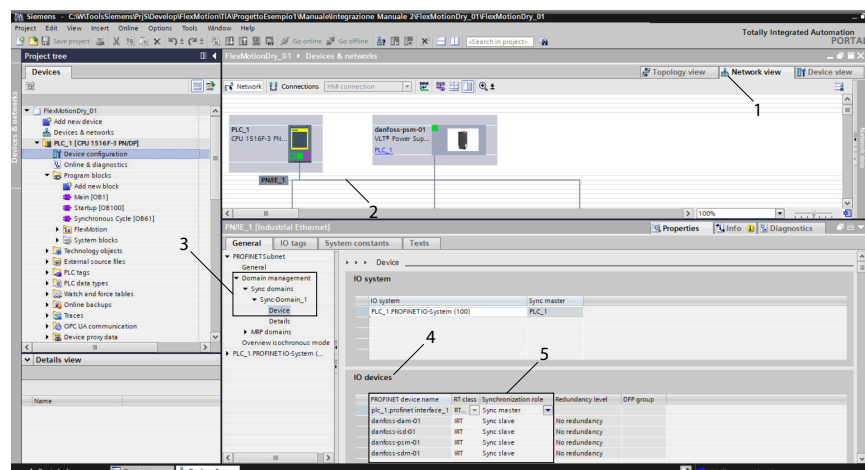 Siemens - C:\W\ToolsSiemens\PrjS\Develop\FlexMotion\TIA\ProgettoEsempio1\Manuale\Integrazione Manuale 2\FlexMotionDry_01\FlexMotionDry_01
Project Edit View Insert Online Options Tools Window Help
Totally Integrated Automation
PORTAL
Save project
Go online
Go offline
<Search in project>
Project tree
FlexMotionDry_01 Devices & networks
Devices
Topology view
Network view
Device view
Network
Connections
HMI connection
1
FlexMotionDry_01
Add new device
Devices & networks
PLC_1 [CPU 1516F-3 PN/DP]
Device configuration
Online & diagnostics
Program blocks
Add new block
Main [OB1]
Startup [OB100]
Synchronous Cycle [OB61]
FlexMotion
System blocks
Technology objects
External source files
PLC tags
PLC data types
Watch and force tables
Online backups
Traces
OPC UA communication
Device proxy data
Details view
Name
Devices & networks
Network data
PLC_1
CPU 1516F-3 PN...
danfoss-psm-01
VLT® Power Sup...
PLC_1
PN/IE_1
2
100%
PN/IE_1 [Industrial Ethernet]
Properties
Info
Diagnostics
General
IO tags
System constants
Texts
3
PROFINET Subnet
General
Domain management
Sync domains
Sync-Domain_1
Device
Details
MRP domains
Overview isochronous mode
PLC_1.PROFINET IO-System (...
> > > Device
IO system
IO system Sync master
PLC_1.PROFINET IO-System (100) PLC_1
4
5
IO devices
PROFINET device name RT class Synchronization role Redundancy level DFP group
plc_1.profinet interface_1 RT... Sync master
danfoss-dam-01 IRT Sync slave No redundancy
danfoss-isd-01 IRT Sync slave No redundancy
danfoss-psm-01 IRT Sync slave No redundancy
danfoss-sdm-01 IRT Sync slave No redundancy